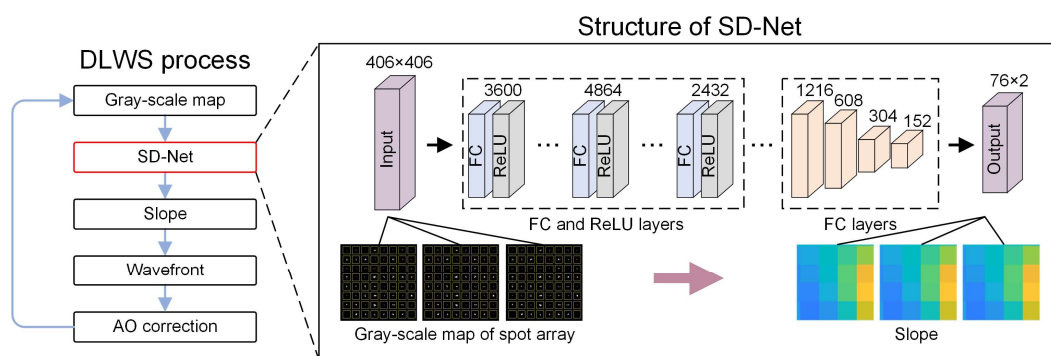 Structure of SD-Net
DLWS process
Gray-scale map
SD-Net
Slope
Wavefront
AO correction
406×406
Input
3600
FC
ReLU
...
4864
FC
ReLU
...
2432
FC
ReLU
...
FC and ReLU layers
1216
608
304
152
FC layers
76×2
Output
Gray-scale map of spot array
Slope